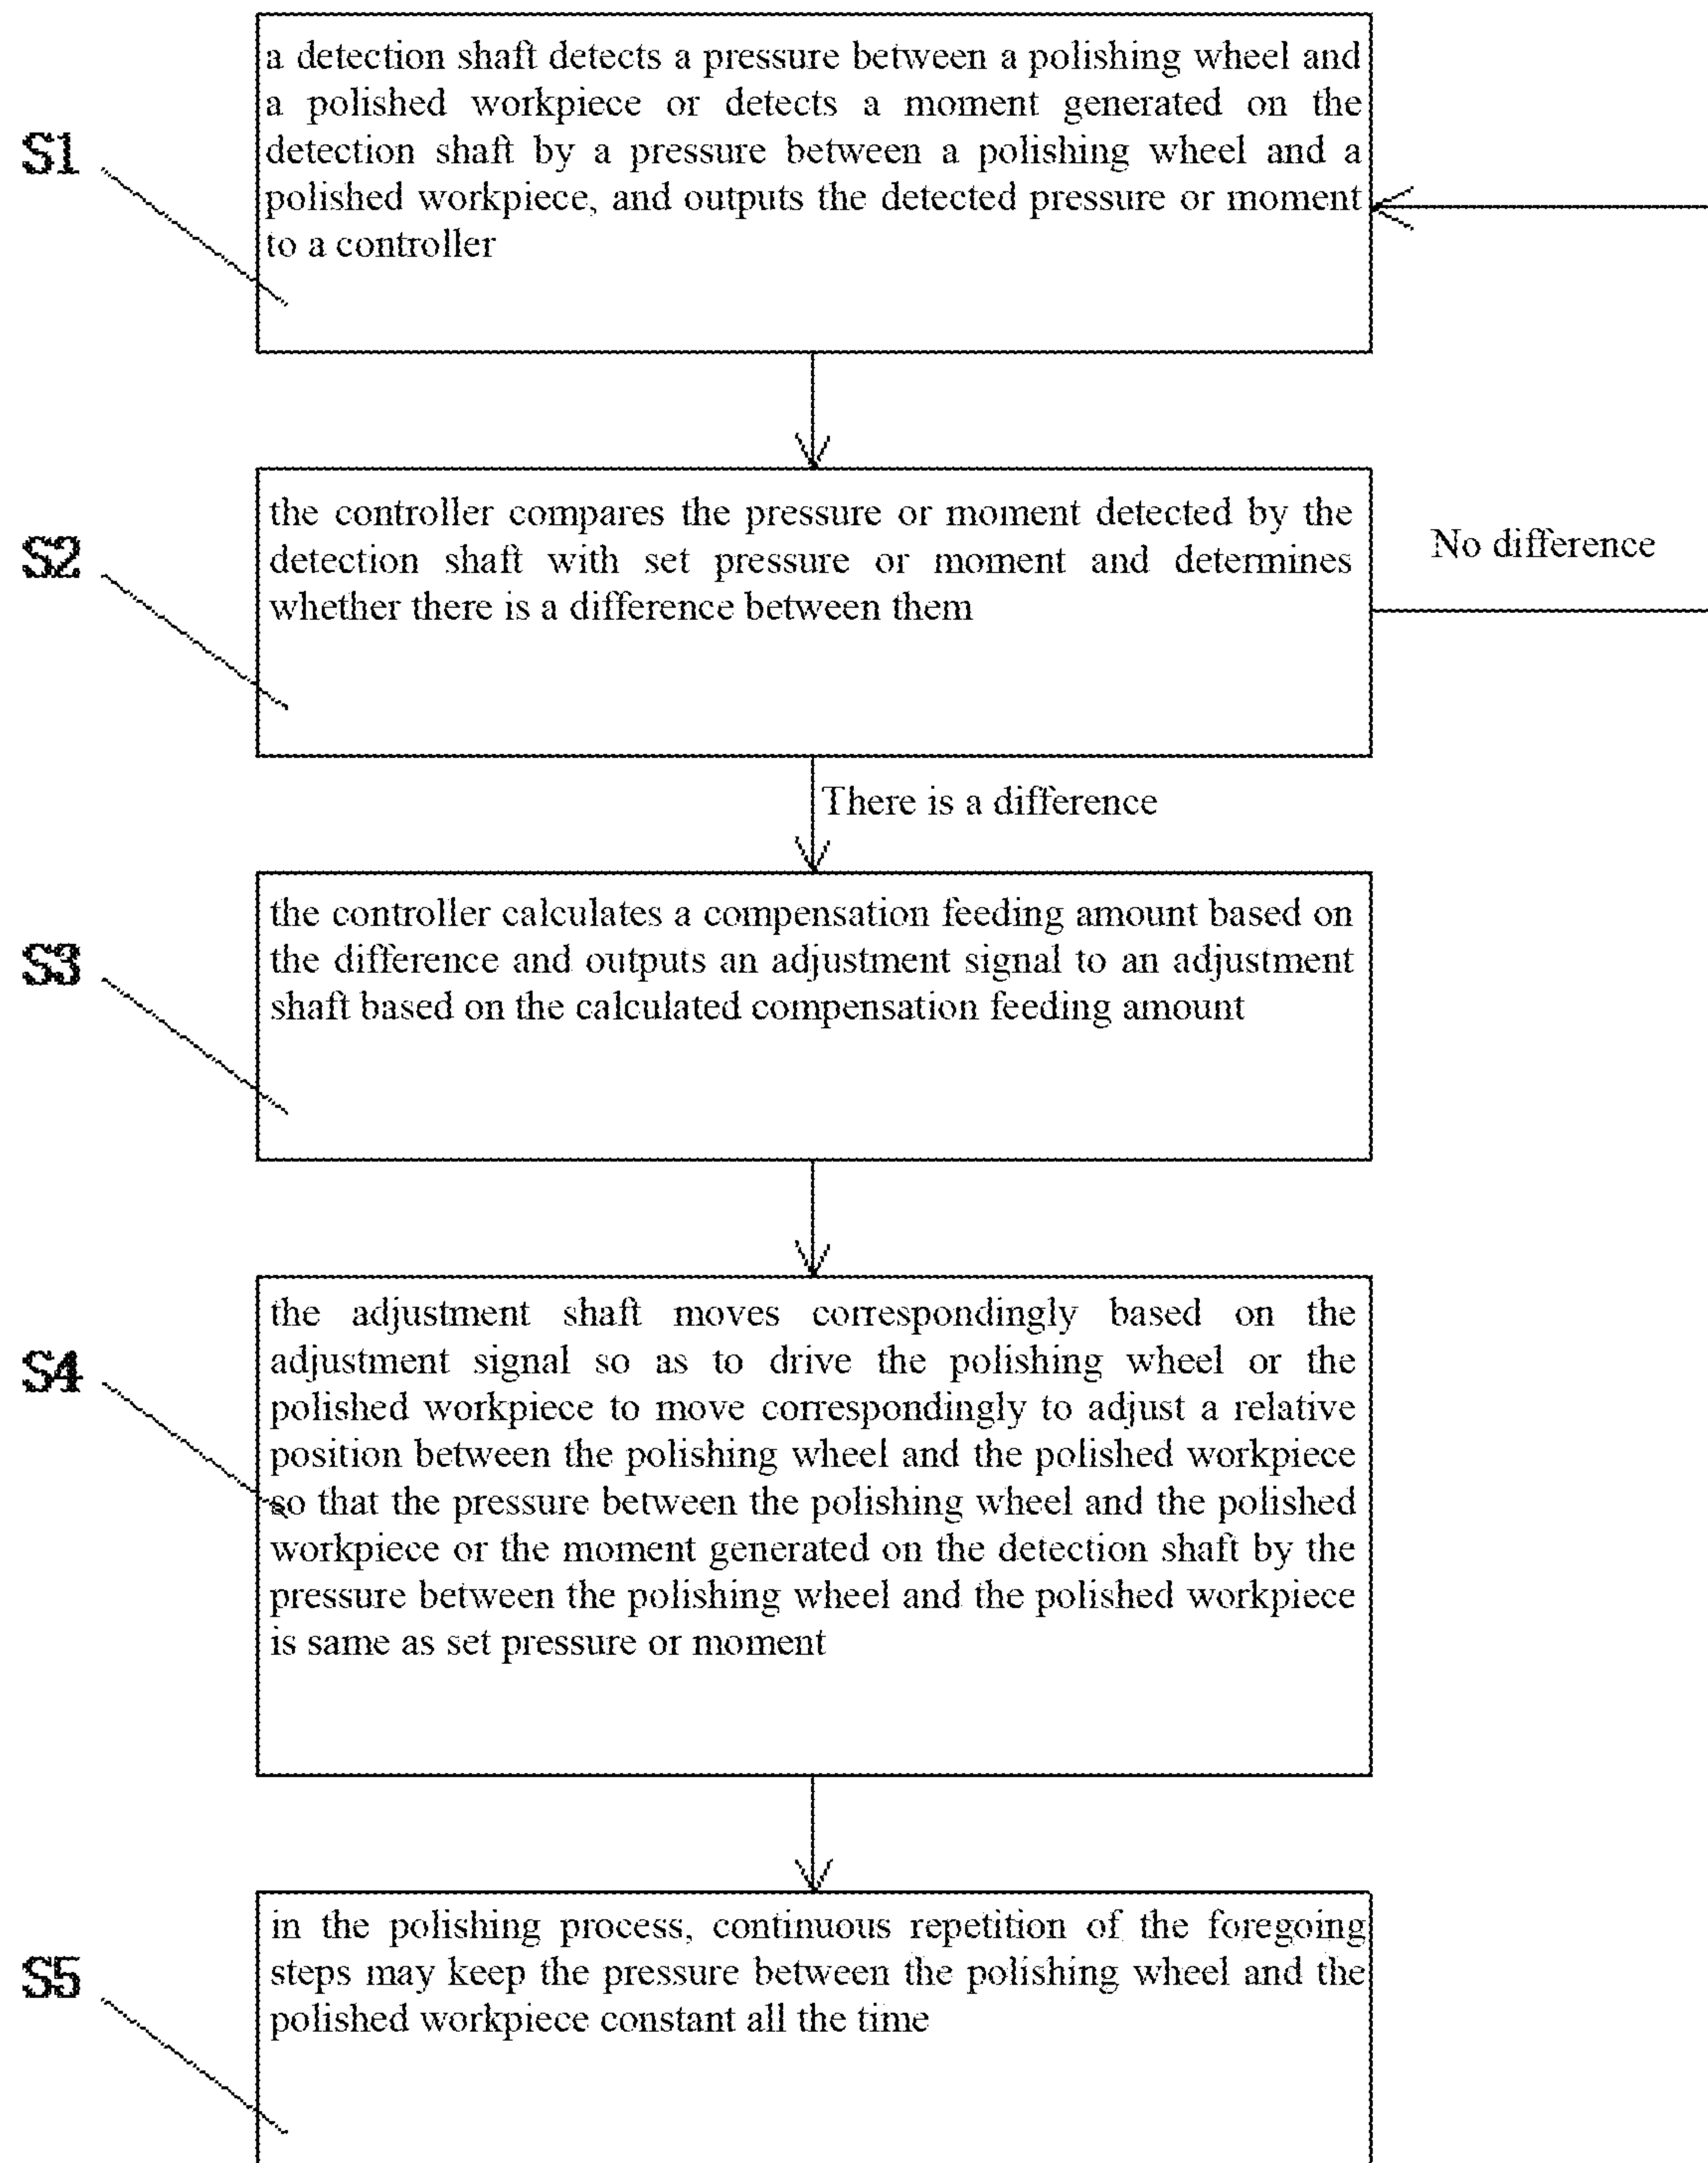 a detection shaft detects a pressure between a polishing wheel and
a polished workpiece or detects a moment generated on the
detection shaft by a pressure between a polishing wheel and a
polished workpiece, and outputs the detected pressure or moment
to a controller
S1
the controller compares the pressure or moment detected by the
detection shaft with set pressure or moment and determines
whether there is a difference between them
S2
No difference
There is a difference
the controller calculates a compensation feeding amount based on
the difference and outputs an adjustment signal to an adjustment
shaft based on the calculated compensation feeding amount
S3
the adjustment shaft moves correspondingly based on the
adjustment signal so as to drive the polishing wheel or the
polished workpiece to move correspondingly to adjust a relative
position between the polishing wheel and the polished workpiece
so that the pressure between the polishing wheel and the polished
workpiece or the moment generated on the detection shaft by the
pressure between the polishing wheel and the polished workpiece
is same as set pressure or moment
S4
in the polishing process, continuous repetition of the foregoing
steps may keep the pressure between the polishing wheel and the
polished workpiece constant all the time
S5